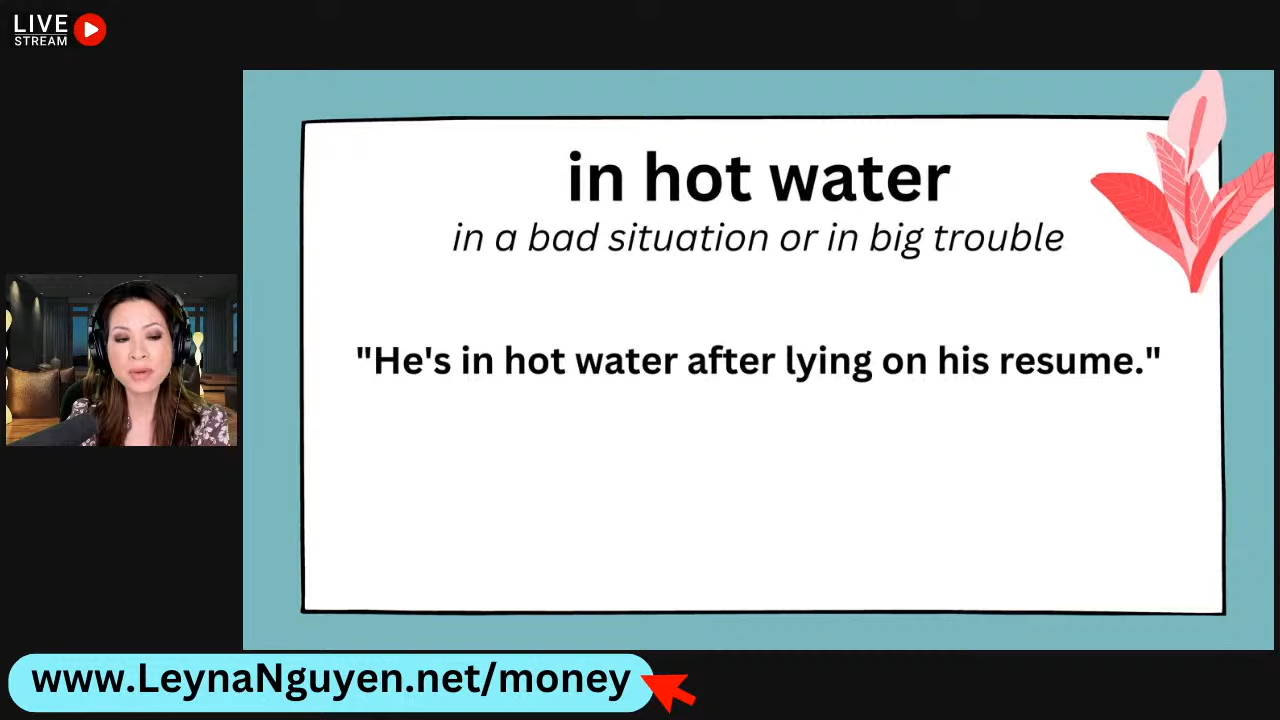 LIVE
STREAM
in hot water
in a bad situation or in big trouble
"He's in hot water after lying on his resume."
www.LeynaNguyen.net/money